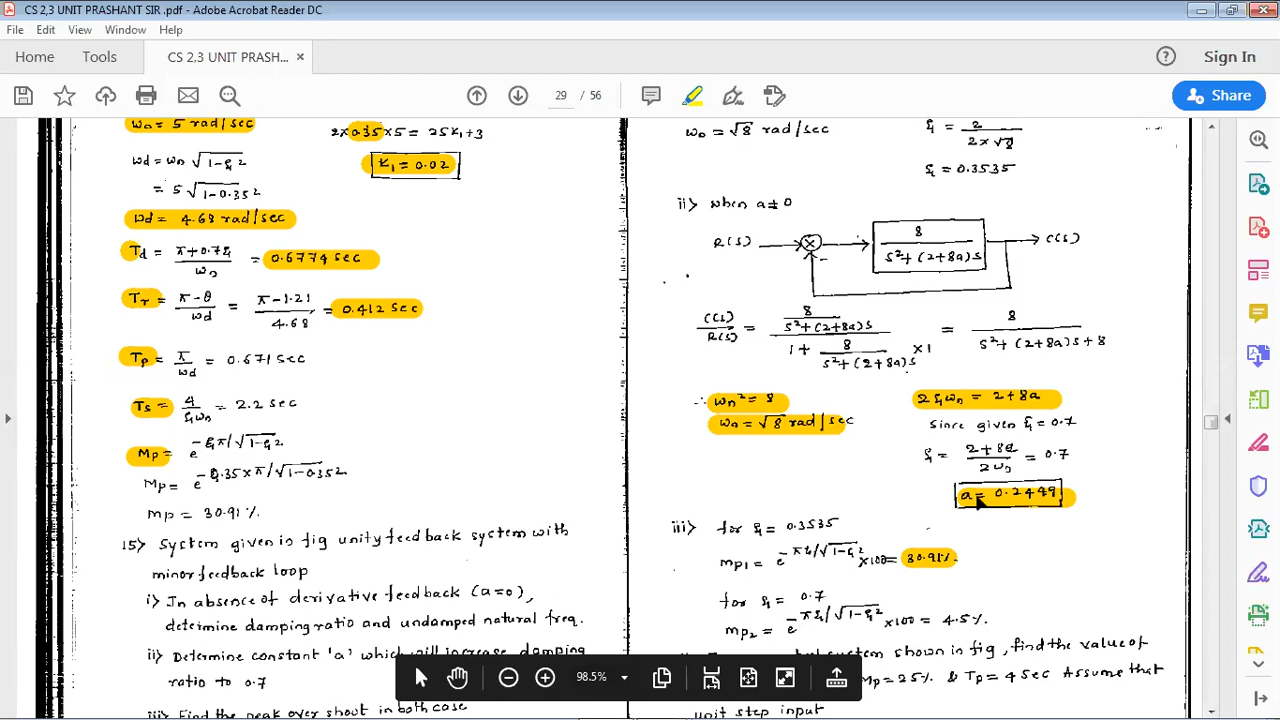 CS 2,3 UNIT PRASHANT SIR .pdf - Adobe Acrobat Reader DC
File Edit View Window Help
Home Tools CS 2,3 UNIT PRASH... × Sign In
29 / 56 Share
ωn = 5 rad/sec
2×0.35×5 = 25K₁+3
K₁ = 0.02
ωd = ωn √1-ξ²
= 5 √1-0.35²
ωd = 4.68 rad/sec
Td = π+0.7ξ / ωn = 0.6774 sec
Tr = π-θ / ωd = π-1.21 / 4.68 = 0.412 sec
Tp = π / ωd = 0.671 sec
Ts = 4 / ξωn = 2.2 sec
Mp = e^-ξπ/√1-ξ²
Mp = e^-0.35×π/√1-0.35²
Mp = 30.91%
15) System given in fig unity feedback system with
minor feedback loop
i) In absence of derivative feedback (a=0),
determine damping ratio and undamped natural freq.
ii) Determine constant 'a' which will increase damping
ratio to 0.7
iii) Find the peak over shoot in both case
ωn = √8 rad/sec
ξ = 2 / 2×√8
ξ = 0.3535
ii) when a≠0
R(s) 8 / s²+(2+8a)s C(s)
-
C(s)/R(s) = 8 / s²+(2+8a)s / 1+ 8 / s²+(2+8a)s ×1 = 8 / s²+(2+8a)s+8
∴ ωn² = 8
ωn = √8 rad/sec
2ξωn = 2+8a
Since given ξ=0.7
ξ = 2+8a / 2ωn = 0.7
a = 0.2449
iii) for ξ = 0.3535
mp1 = e^-πξ/√1-ξ² ×100 = 30.91%
for ξ = 0.7
mp2 = e^-πξ/√1-ξ² ×100 = 4.5%
system shown in fig, find the value of
Mp = 25% & Tp = 4 sec Assume that
unit step input
98.5%